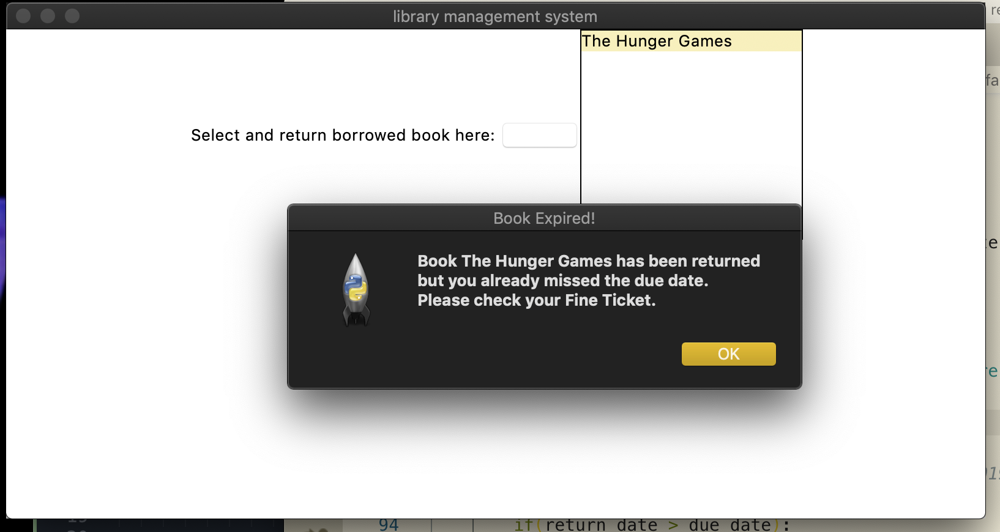 library management system
The Hunger Games
Select and return borrowed book here:
Book Expired!
Book The Hunger Games has been returned
but you already missed the due date.
Please check your Fine Ticket.
OK
94 if(return_date > due_date):